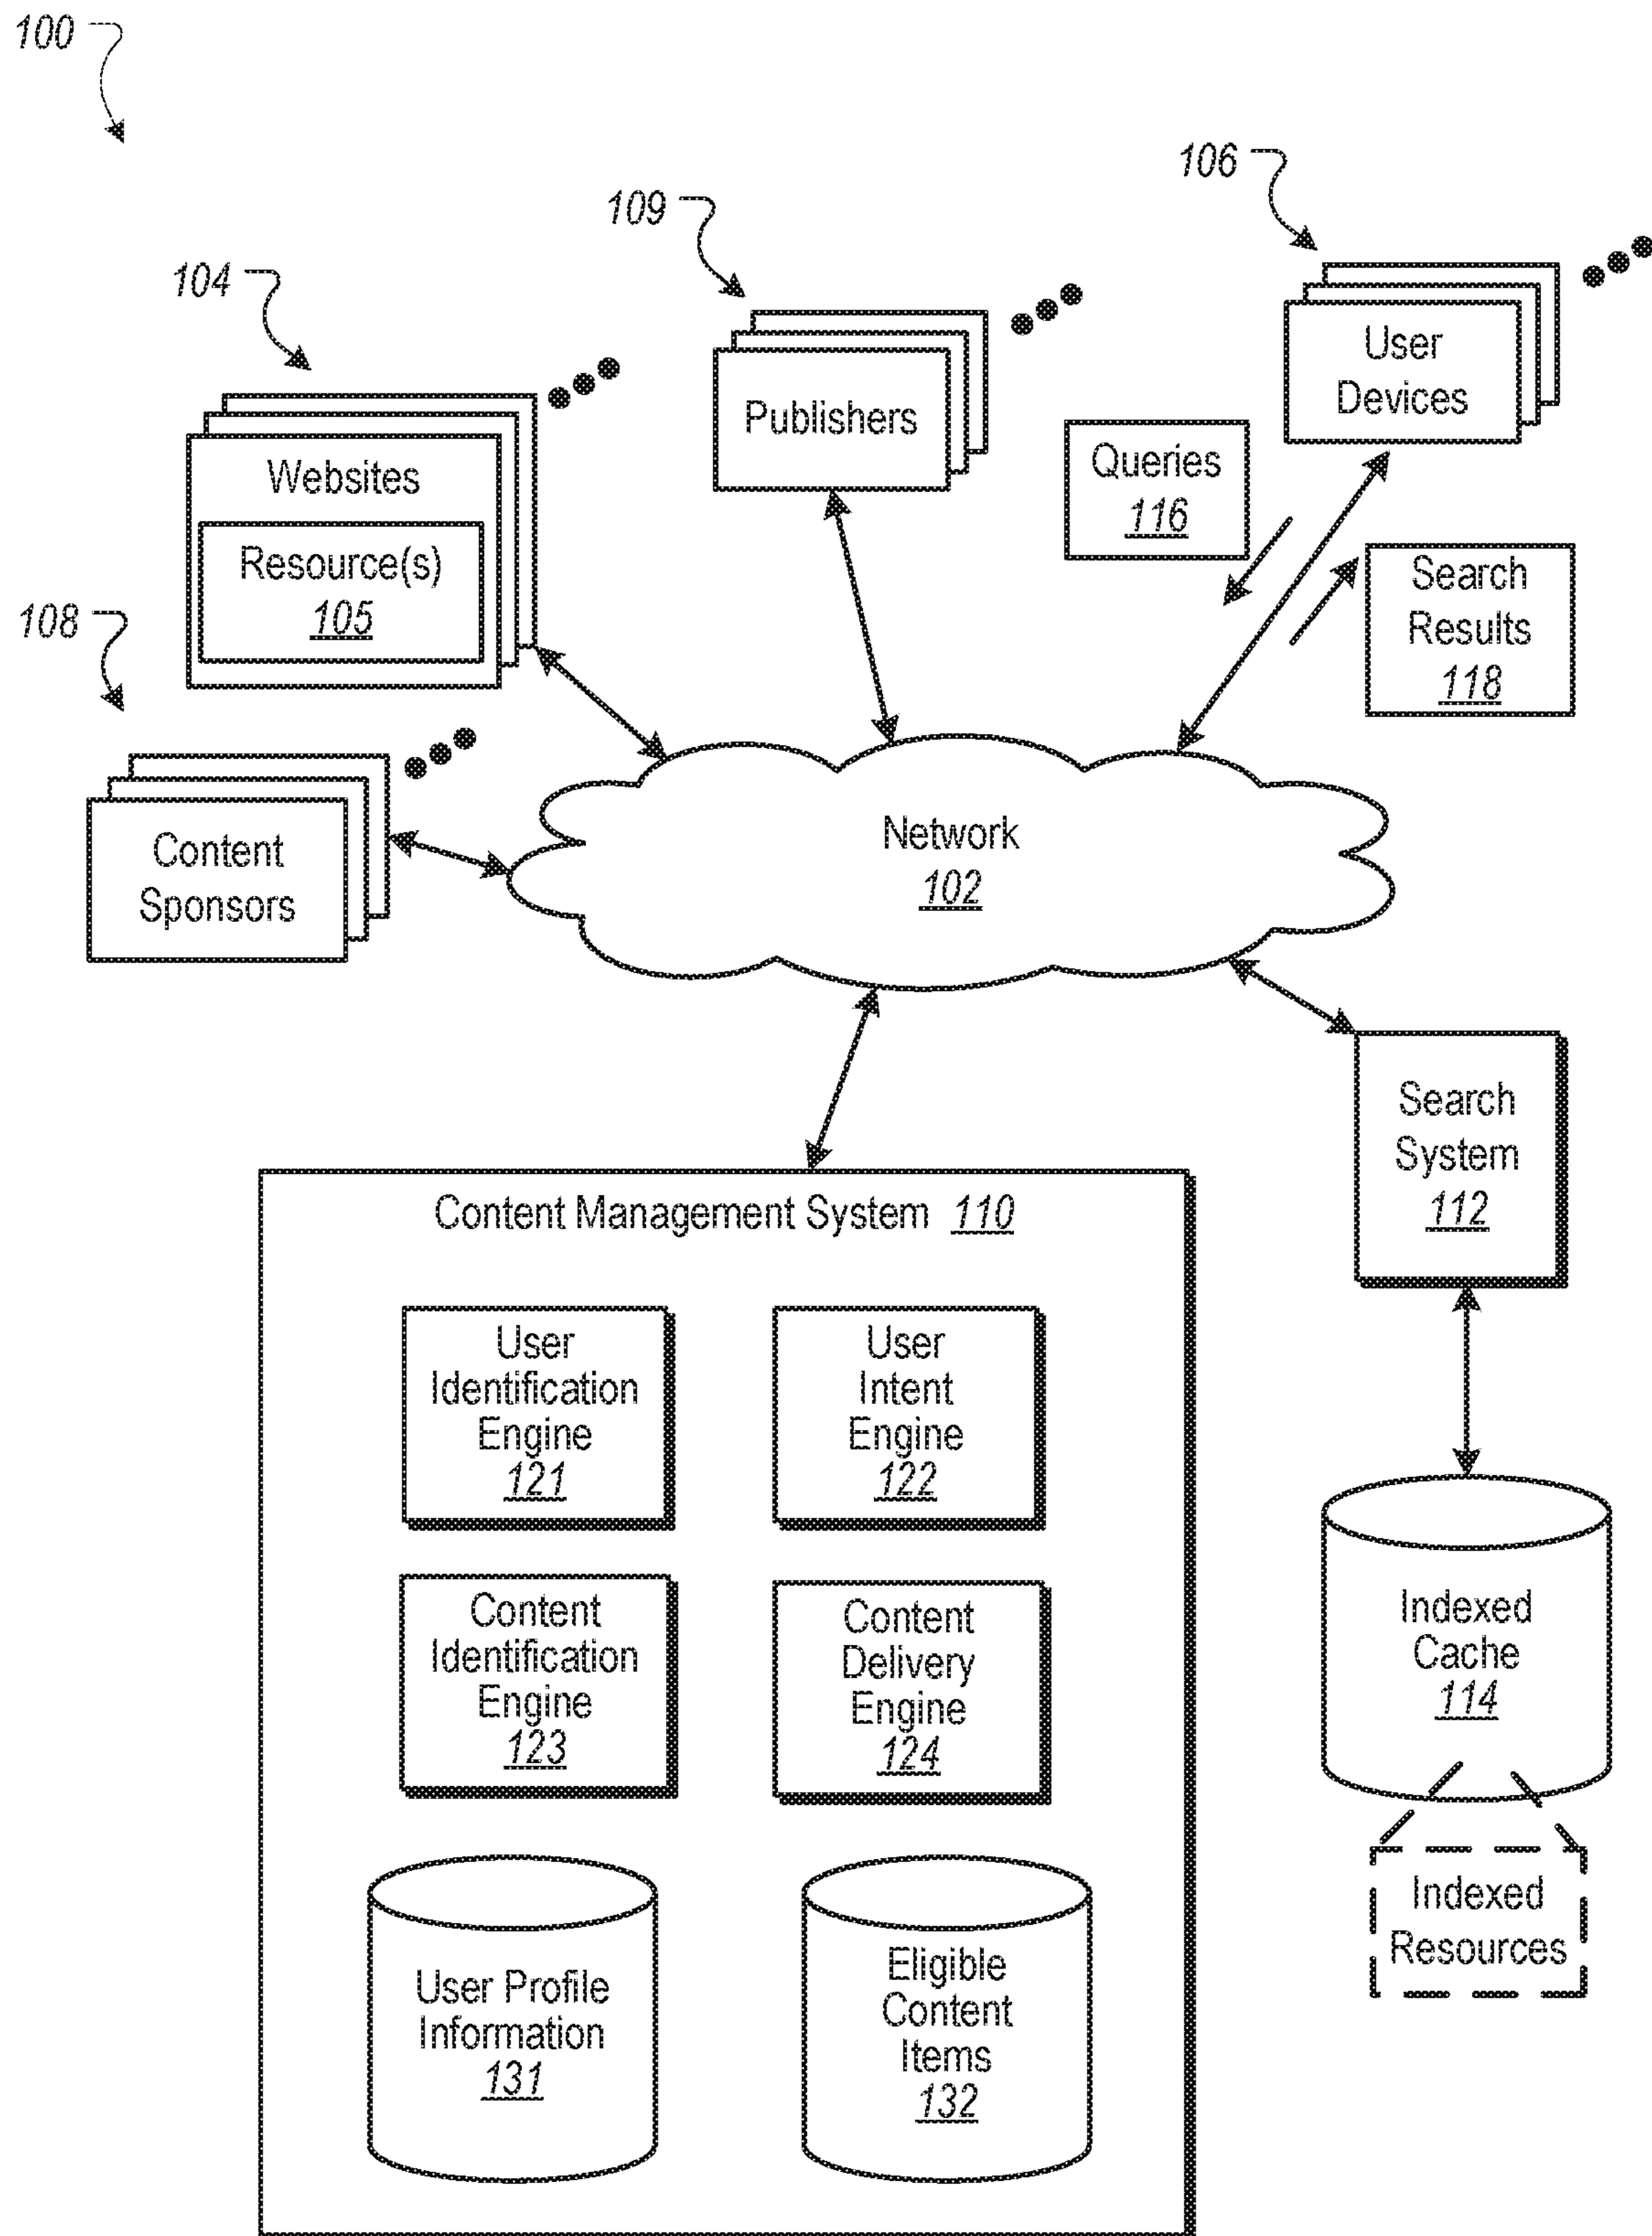 100
106
109
104
User
Devices
Publishers
Queries
116
Websites
Resource(s)
105
Search
Results
118
108
Network
102
Content
Sponsors
Search
System
112
Content Management System 110
User
Identification
Engine
121
User
Intent
Engine
122
Content
Identification
Engine
123
Content
Delivery
Engine
124
Indexed
Cache
114
Indexed
Resources
User Profile
Information
131
Eligible
Content
Items
132